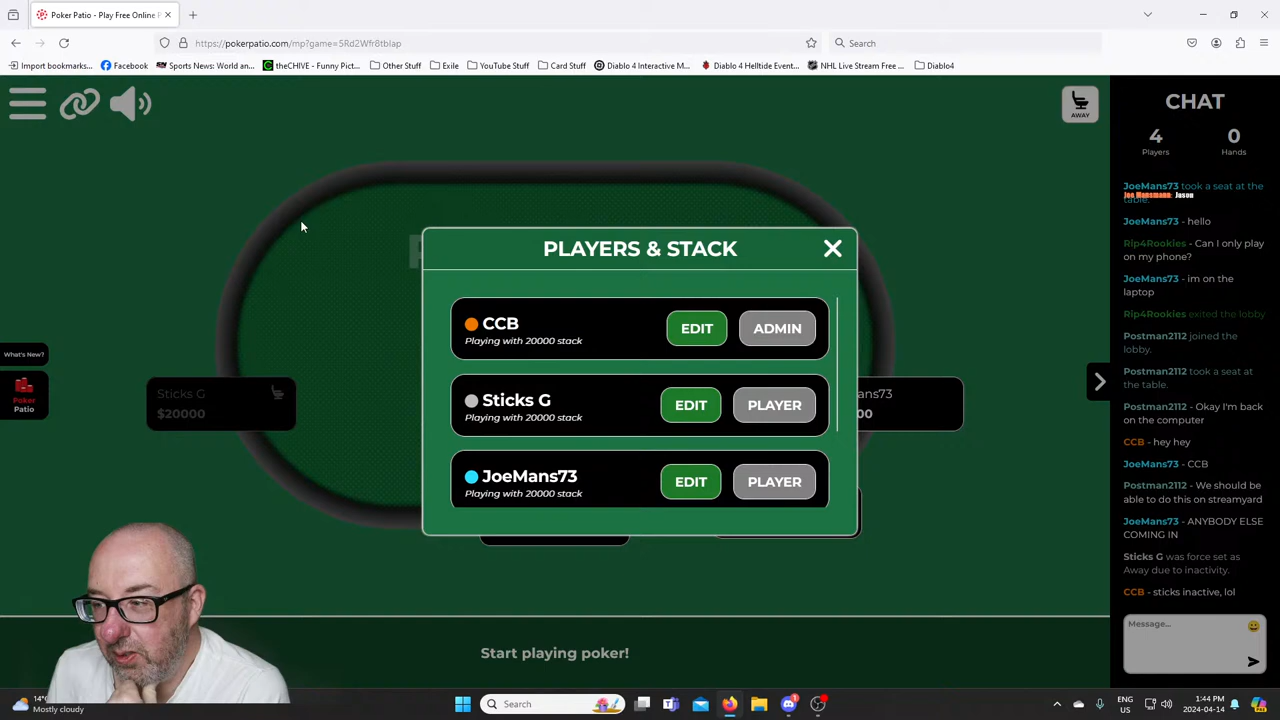 Poker Patio - Play Free Online P
https://pokerpatio.com/mp?game=5Rd2Wfr8tbIap
Search
Import bookmarks...
Facebook
Sports News: World an...
theCHIVE - Funny Pict...
Other Stuff
Exile
YouTube Stuff
Card Stuff
Diablo 4 Interactive M...
Diablo 4 Helltide Event...
NHL Live Stream Free ...
Diablo4
AWAY
What's New?
Poker
Patio
Sticks G
$20000
ans73
00
PLAYERS & STACK
CCB
Playing with 20000 stack
EDIT
ADMIN
Sticks G
Playing with 20000 stack
EDIT
PLAYER
JoeMans73
Playing with 20000 stack
EDIT
PLAYER
Start playing poker!
CHAT
4
Players
0
Hands
JoeMans73 took a seat at the
table.
Joe Mansmann: Jason
JoeMans73 - hello
Rip4Rookies - Can I only play
on my phone?
JoeMans73 - im on the
laptop
Rip4Rookies exited the lobby
Postman2112 joined the
lobby.
Postman2112 took a seat at
the table.
Postman2112 - Okay I'm back
on the computer
CCB - hey hey
JoeMans73 - CCB
Postman2112 - We should be
able to do this on streamyard
JoeMans73 - ANYBODY ELSE
COMING IN
Sticks G was force set as
Away due to inactivity.
CCB - sticks inactive, lol
Message...
14°
Mostly cloudy
Search
ENG
US
1:44 PM
2024-04-14